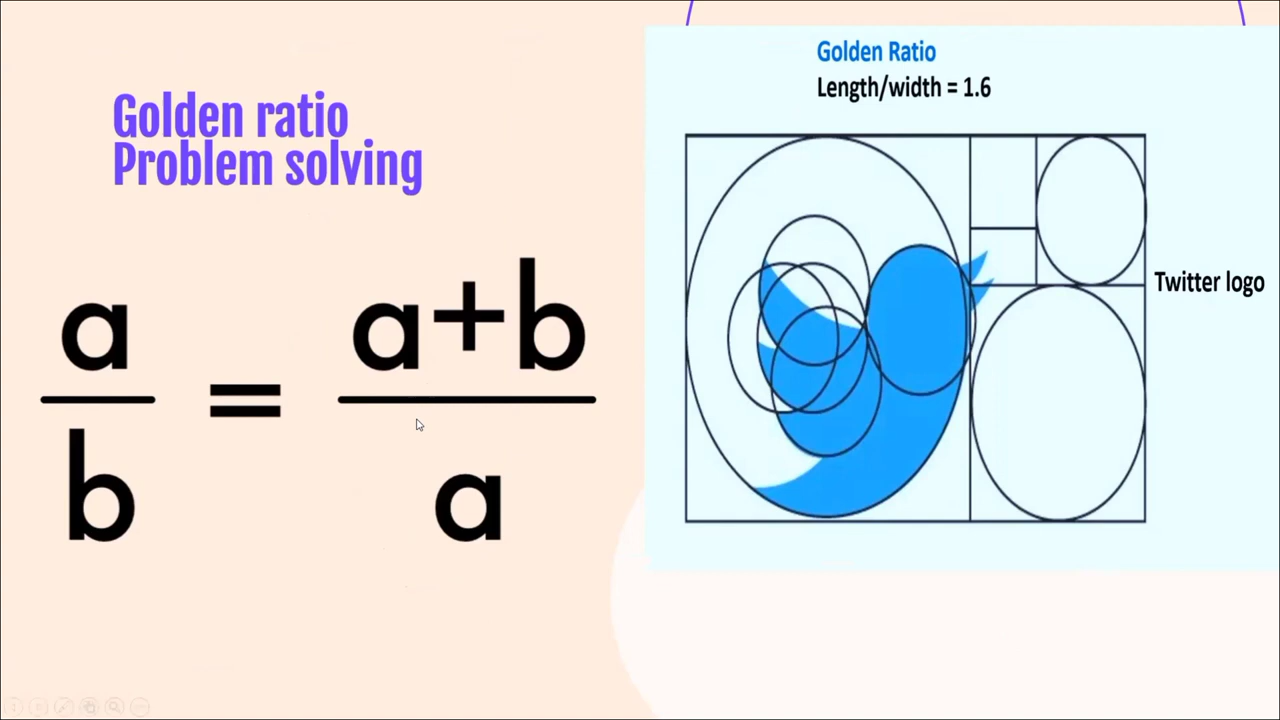 Golden ratio
Problem solving
a/b = a+b/a
Golden Ratio
Length/width = 1.6
Twitter logo